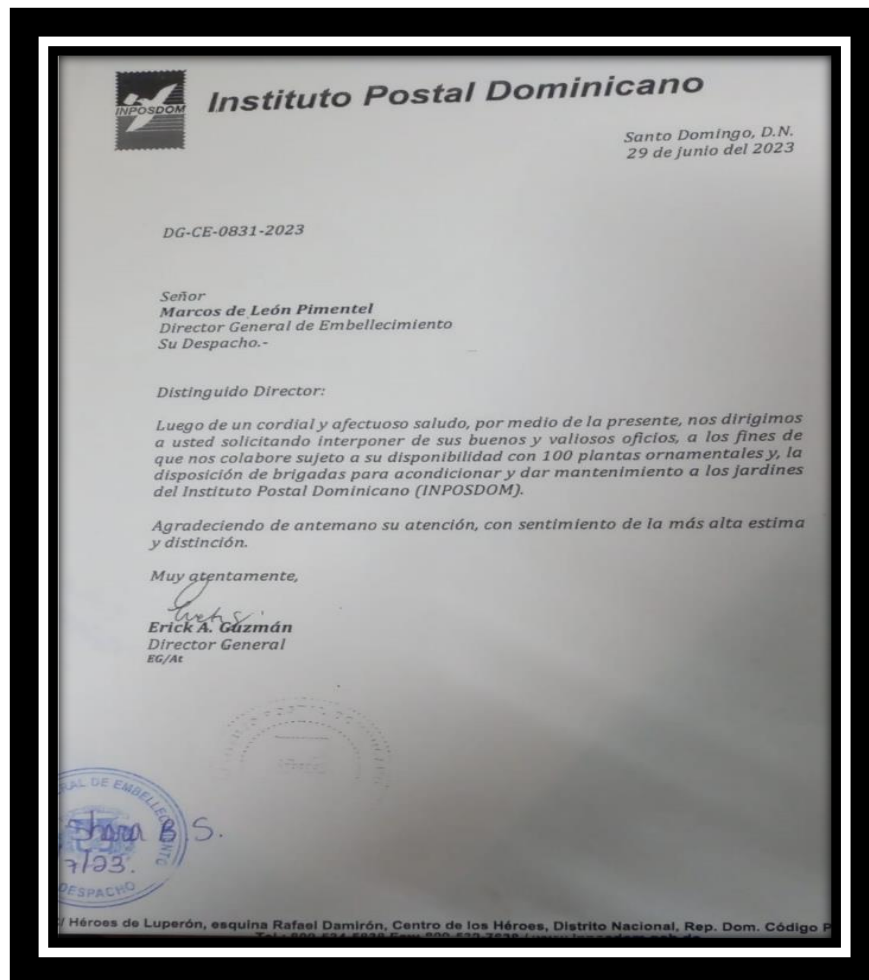 INPOSDOM
Instituto Postal Dominicano
Santo Domingo, D.N.
29 de junio del 2023
DG-CE-0831-2023
Señor
Marcos de León Pimentel
Director General de Embellecimiento
Su Despacho.-
Distinguido Director:
Luego de un cordial y afectuoso saludo, por medio de la presente, nos dirigimos
a usted solicitando interponer de sus buenos y valiosos oficios, a los fines de
que nos colabore sujeto a su disponibilidad con 100 plantas ornamentales y, la
disposición de brigadas para acondicionar y dar mantenimiento a los jardines
del Instituto Postal Dominicano (INPOSDOM).
Agradeciendo de antemano su atención, con sentimiento de la más alta estima
y distinción.
Muy atentamente,
Erick A. Guzmán
Director General
EG/At
RAL DE EMBELLECIMIENTO
B.S.
7/23.
DESPACHO
/ Héroes de Luperón, esquina Rafael Damirón, Centro de los Héroes, Distrito Nacional, Rep. Dom. Código P